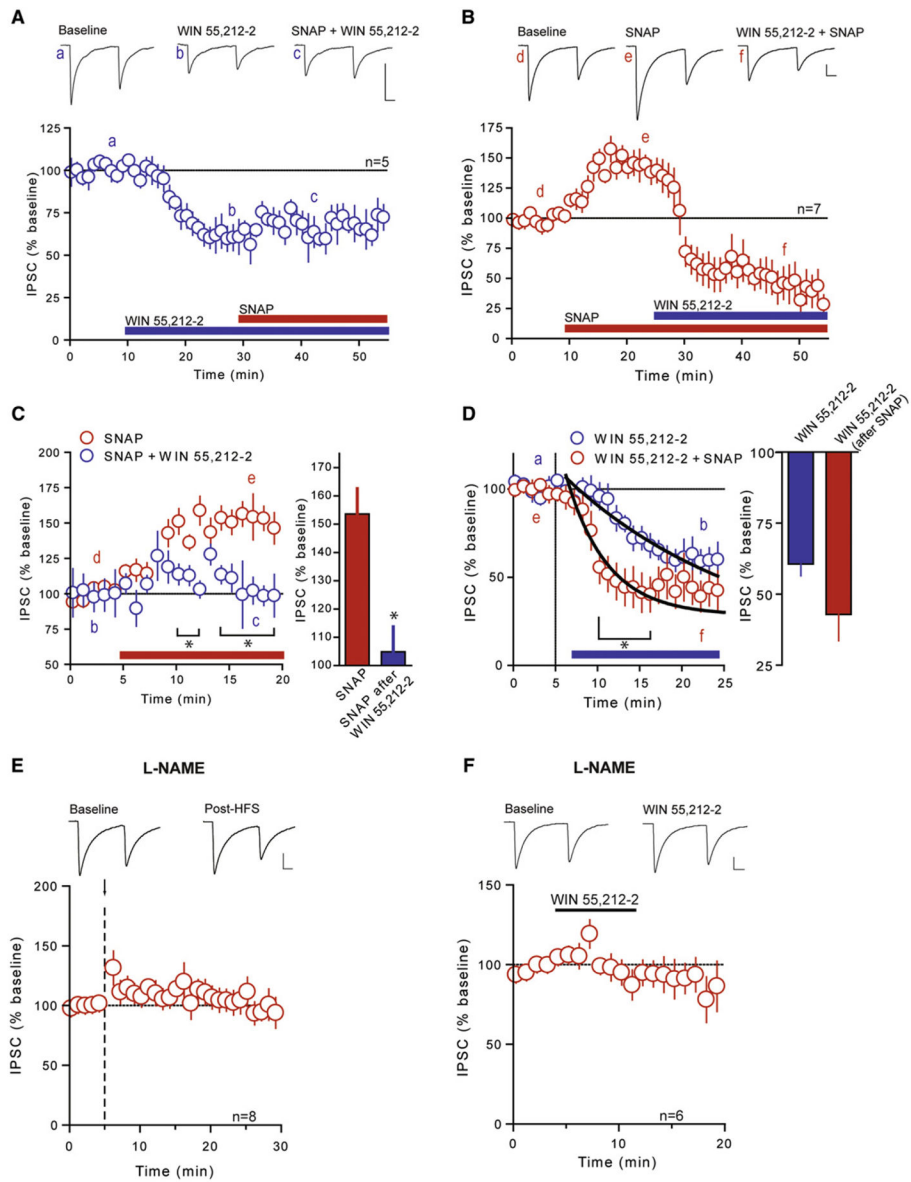 A
Baseline WIN 55,212-2 SNAP + WIN 55,212-2
a b c
IPSC (% baseline)
125
100
75
50
25
0
a
b
c
n=5
SNAP
WIN 55,212-2
0 10 20 30 40 50
Time (min)
B
Baseline SNAP WIN 55,212-2 + SNAP
d e f
IPSC (% baseline)
175
150
125
100
75
50
25
0
d
e
f
n=7
WIN 55,212-2
SNAP
0 10 20 30 40 50
Time (min)
C
SNAP
SNAP + WIN 55,212-2
IPSC (% baseline)
200
175
150
125
100
75
50
d
e
b
c
* *
0 5 10 15 20
Time (min)
IPSC (% baseline)
170
160
150
140
130
120
110
100
*
SNAP
SNAP after
WIN 55,212-2
D
WIN 55,212-2
WIN 55,212-2 + SNAP
IPSC (% baseline)
100
50
0
a
e
b
f
*
0 5 10 15 20 25
Time (min)
WIN 55,212-2
WIN 55,212-2
(after SNAP)
IPSC (% baseline)
100
75
50
25
E
L-NAME
Baseline Post-HFS
IPSC (% baseline)
200
150
100
50
0
n=8
0 10 20 30
Time (min)
F
L-NAME
Baseline WIN 55,212-2
IPSC (% baseline)
150
100
50
0
WIN 55,212-2
n=6
0 10 20
Time (min)